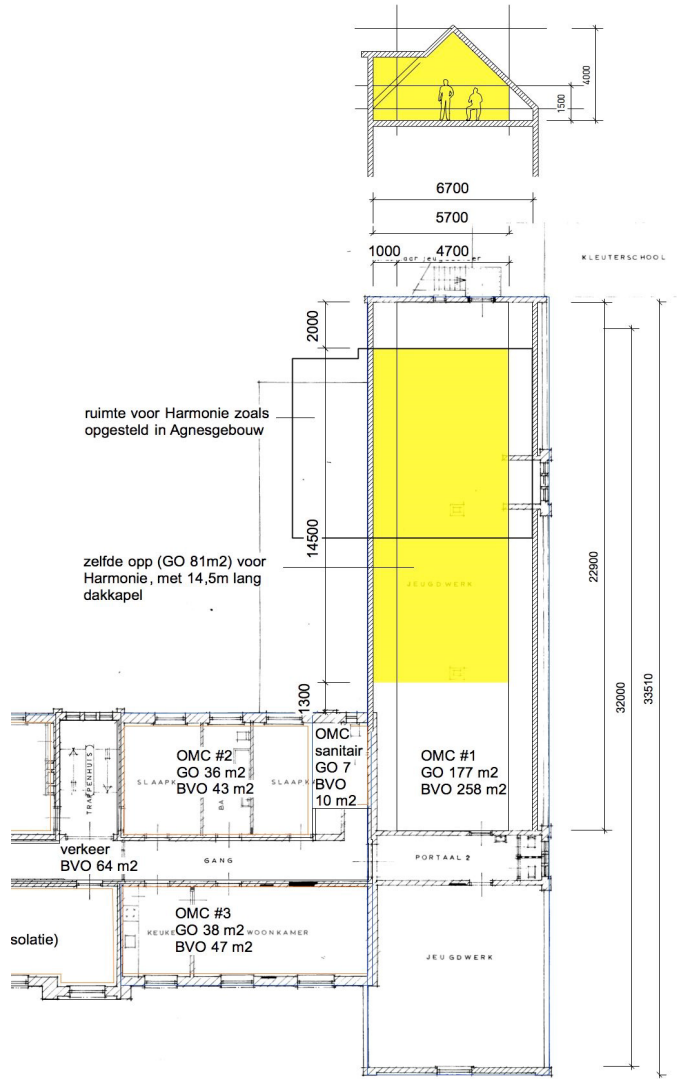 4000
1500
6700
5700
1000
4700
KLEUTERSCHOOL
2000
ruimte voor Harmonie zoals
opgesteld in Agnesgebouw
14500
zelfde opp (GO 81m2) voor
Harmonie, met 14,5m lang
dakkapel
JEUGDWERK
22900
32000
33510
1300
OMC
sanitair
GO 7
BVO
10 m2
OMC #2
GO 36 m2
BVO 43 m2
OMC #1
GO 177 m2
BVO 258 m2
TRAPPENHUIS
SLAAPK
BA
SLAAPK
verkeer
BVO 64 m2
GANG
PORTAAL 2
OMC #3
GO 38 m2
BVO 47 m2
KEUKE
WOONKAMER
solatie)
JEUGDWERK